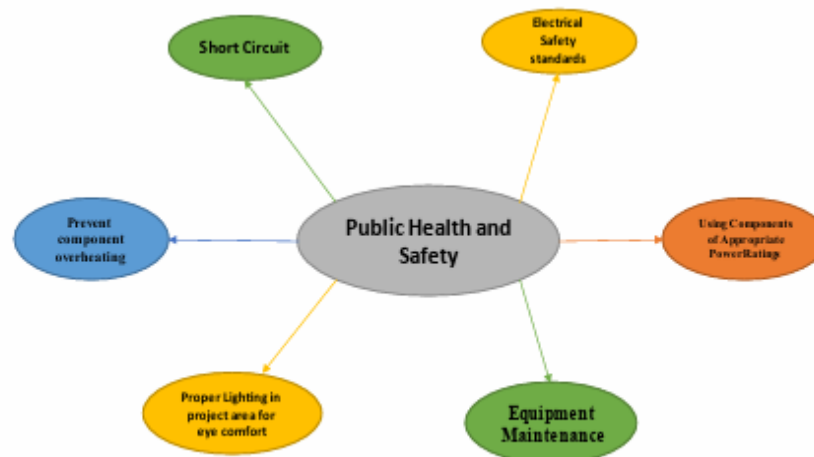 Short Circuit
Electrical
Safety
standards
Prevent
component
overheating
Public Health and
Safety
Using Components
of Appropriate
PowerRatings
Proper Lighting in
project area for
eye comfort
Equipment
Maintenance